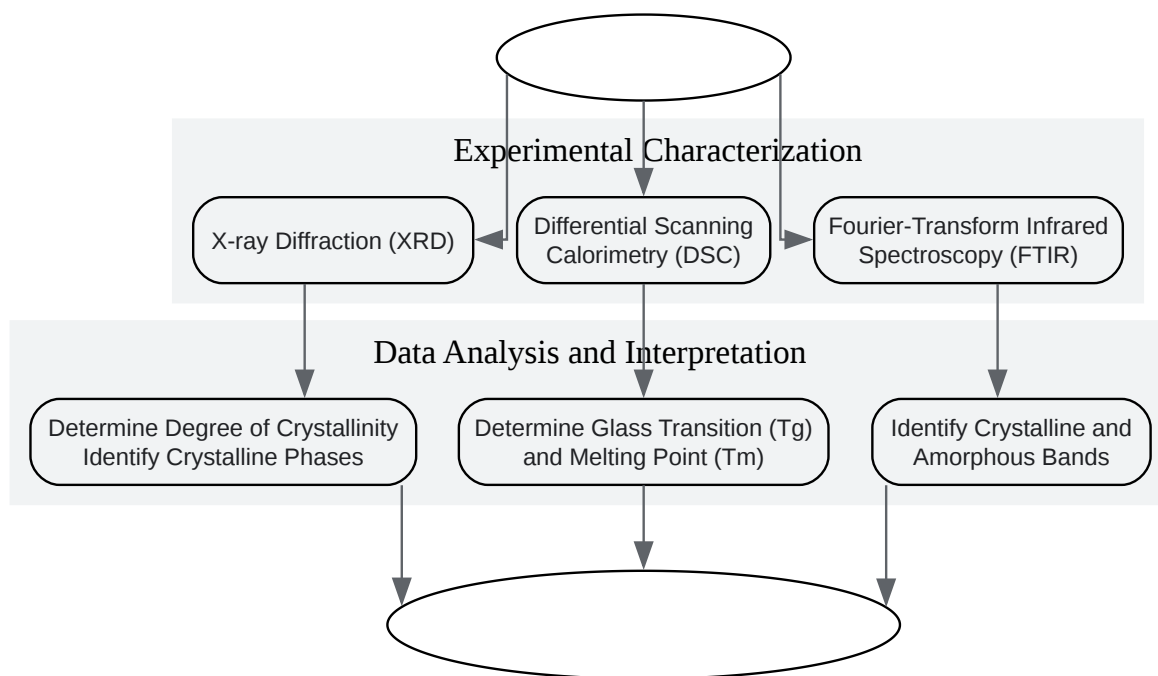 Experimental Characterization
X-ray Diffraction (XRD)
Differential Scanning
Calorimetry (DSC)
Fourier-Transform Infrared
Spectroscopy (FTIR)
Data Analysis and Interpretation
Determine Degree of Crystallinity
Identify Crystalline Phases
Determine Glass Transition (Tg)
and Melting Point (Tm)
Identify Crystalline and
Amorphous Bands